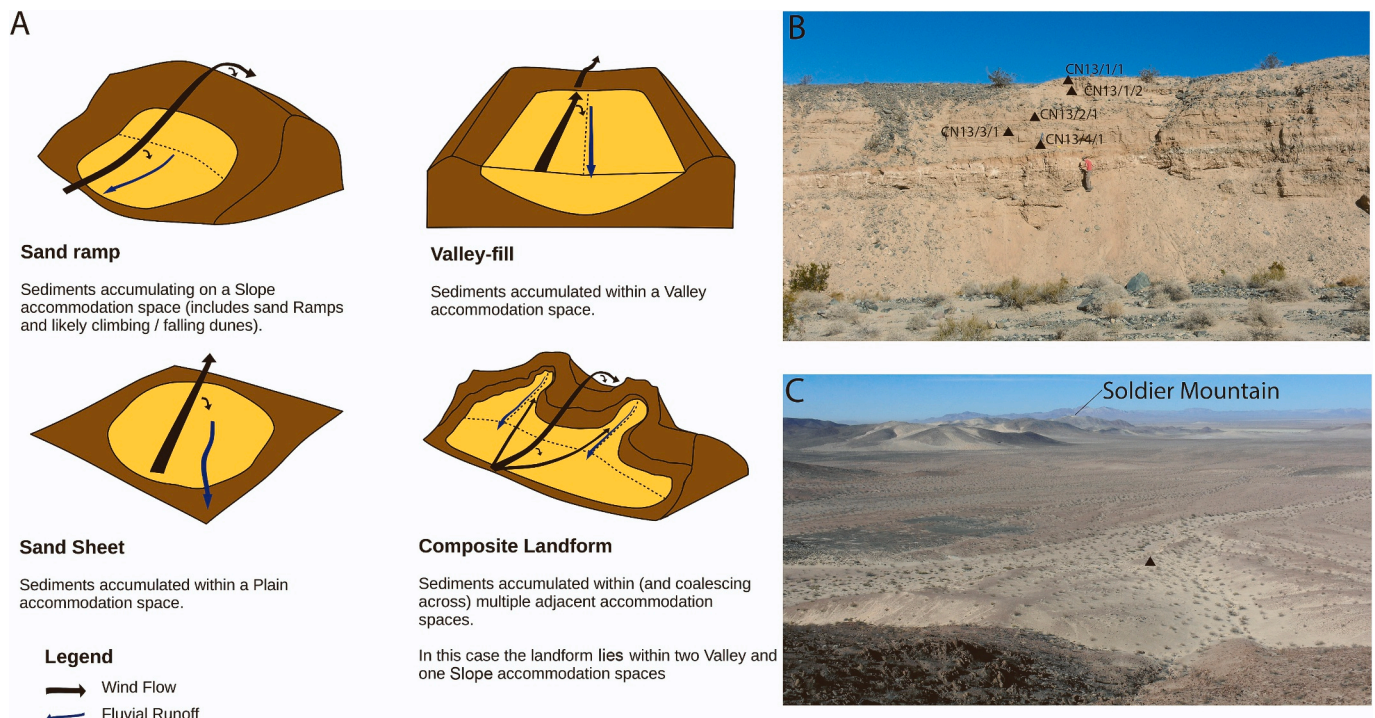 A
Sand ramp
Sediments accumulating on a Slope
accommodation space (includes sand Ramps
and likely climbing / falling dunes).
Valley-fill
Sediments accumulated within a Valley
accommodation space.
Sand Sheet
Sediments accumulated within a Plain
accommodation space.
Composite Landform
Sediments accumulated within (and coalescing
across) multiple adjacent accommodation
spaces.
In this case the landform lies within two Valley and
one Slope accommodation spaces
Legend
Wind Flow
Fluvial Runoff
B
CN13/1/1
CN13/1/2
CN13/2/1
CN13/3/1
CN13/4/1
C
Soldier Mountain